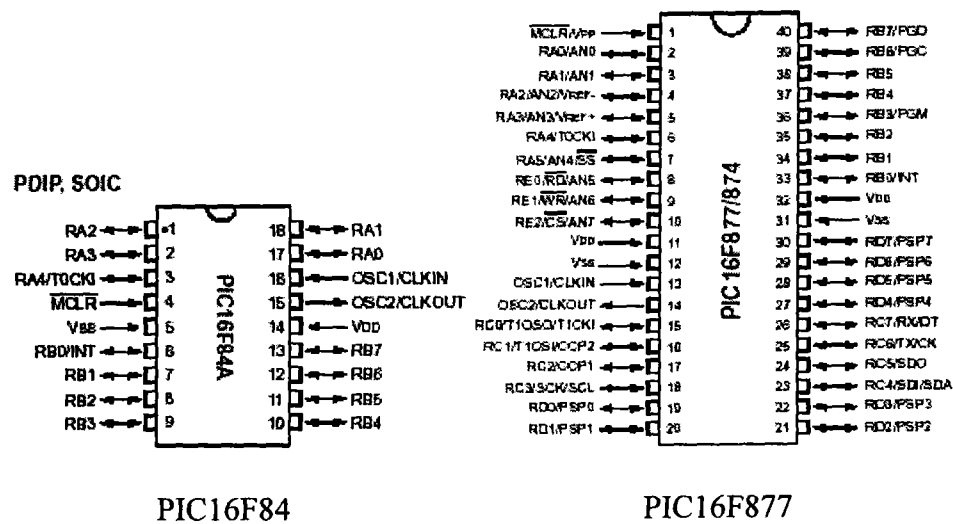 PDIP, SOIC
RA2 1 18 RA1
RA3 2 17 RA0
RA4/T0CKI 3 16 OSC1/CLKIN
MCLR 4 15 OSC2/CLKOUT
VSS 5 14 VDD
RB0/INT 6 13 RB7
RB1 7 12 RB6
RB2 8 11 RB5
RB3 9 10 RB4
PIC16F84A
PIC16F84
MCLR/VPP 1 40 RB7/PGD
RA0/AN0 2 39 RB6/PGC
RA1/AN1 3 38 RB5
RA2/AN2/VREF- 4 37 RB4
RA3/AN3/VREF+ 5 36 RB3/PGM
RA4/T0CKI 6 35 RB2
RA5/AN4/SS 7 34 RB1
RE0/RD/AN5 8 33 RB0/INT
RE1/WR/AN6 9 32 VDD
RE2/CS/AN7 10 31 VSS
VDD 11 30 RD7/PSP7
VSS 12 29 RD6/PSP6
OSC1/CLKIN 13 28 RD5/PSP5
OSC2/CLKOUT 14 27 RD4/PSP4
RC0/T1OSO/T1CKI 15 26 RC7/RX/DT
RC1/T1OSI/CCP2 16 25 RC6/TX/CK
RC2/CCP1 17 24 RC5/SDO
RC3/SCK/SCL 18 23 RC4/SDI/SDA
RD0/PSP0 19 22 RD3/PSP3
RD1/PSP1 20 21 RD2/PSP2
PIC16F877/874
PIC16F877